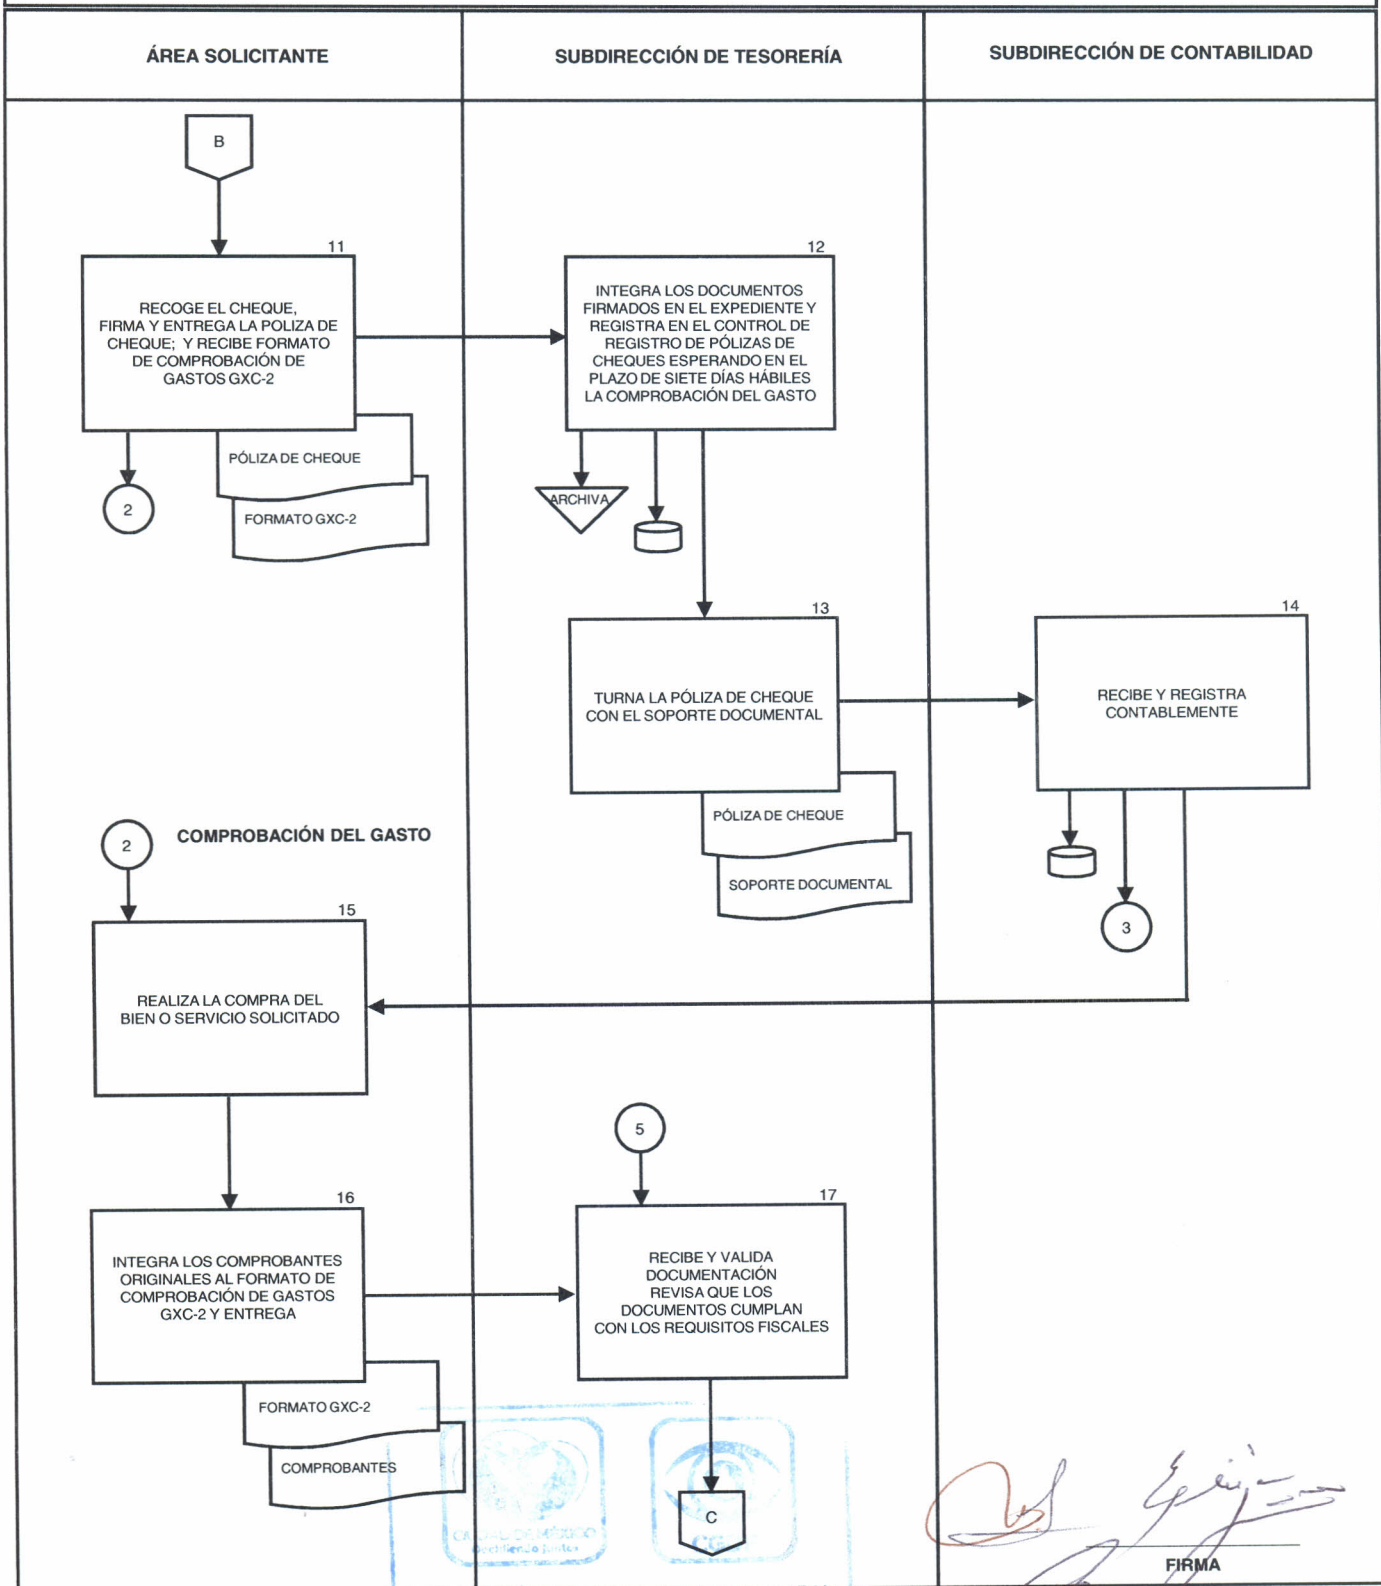 ÁREA SOLICITANTE
SUBDIRECCIÓN DE TESORERÍA
SUBDIRECCIÓN DE CONTABILIDAD
B
11
RECOGE EL CHEQUE,
FIRMA Y ENTREGA LA POLIZA DE
CHEQUE; Y RECIBE FORMATO
DE COMPROBACIÓN DE
GASTOS GXC-2
PÓLIZA DE CHEQUE
FORMATO GXC-2
2
12
INTEGRA LOS DOCUMENTOS
FIRMADOS EN EL EXPEDIENTE Y
REGISTRA EN EL CONTROL DE
REGISTRO DE PÓLIZAS DE
CHEQUES ESPERANDO EN EL
PLAZO DE SIETE DÍAS HÁBILES
LA COMPROBACIÓN DEL GASTO
ARCHIVA
13
TURNA LA PÓLIZA DE CHEQUE
CON EL SOPORTE DOCUMENTAL
PÓLIZA DE CHEQUE
SOPORTE DOCUMENTAL
14
RECIBE Y REGISTRA
CONTABLEMENTE
3
2
COMPROBACIÓN DEL GASTO
15
REALIZA LA COMPRA DEL
BIEN O SERVICIO SOLICITADO
16
INTEGRA LOS COMPROBANTES
ORIGINALES AL FORMATO DE
COMPROBACIÓN DE GASTOS
GXC-2 Y ENTREGA
FORMATO GXC-2
COMPROBANTES
5
17
RECIBE Y VALIDA
DOCUMENTACIÓN
REVISA QUE LOS
DOCUMENTOS CUMPLAN
CON LOS REQUISITOS FISCALES
C
DE MÉXICO
Decidiendo Juntos
FIRMA